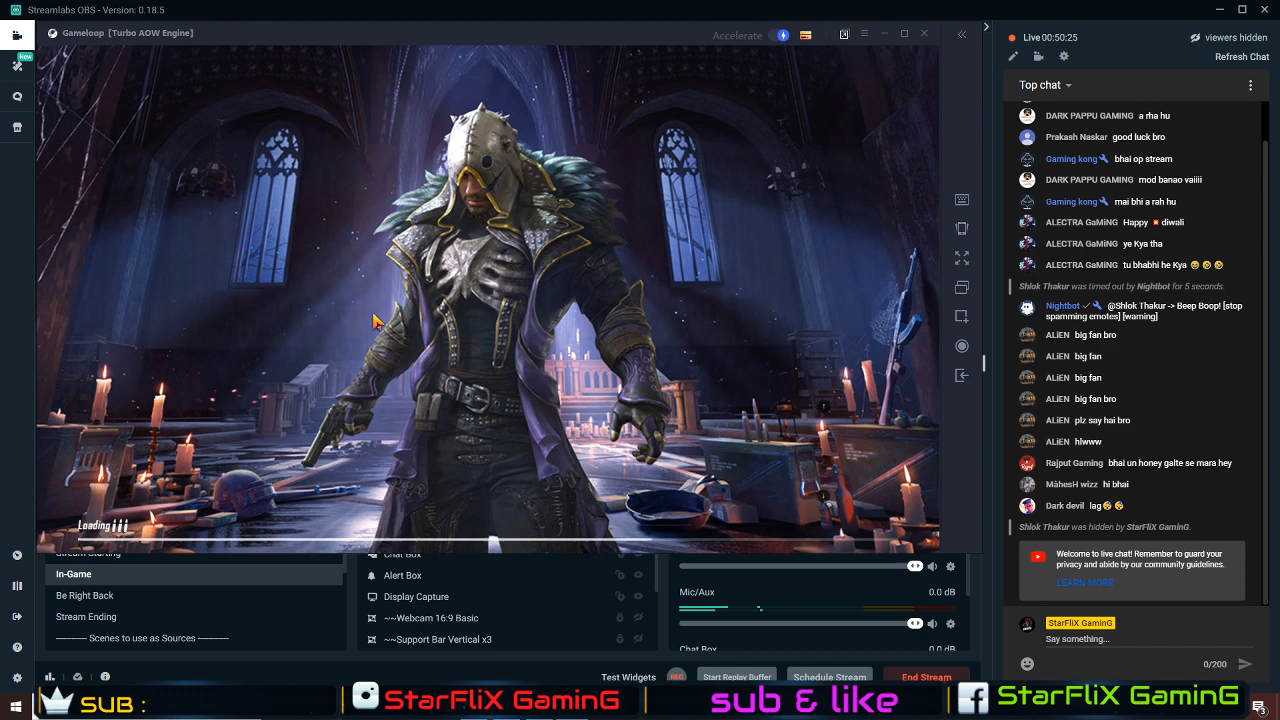 Streamlabs OBS - Version: 0.18.5
Gameloop【Turbo AOW Engine】
Accelerate
New
Loading
Live 00:50:25
viewers hidden
Refresh Chat
Top chat
DARK PAPPU GAMING a rha hu
Prakash Naskar good luck bro
Gaming kong bhai op stream
DARK PAPPU GAMING mod banao vaiiii
Gaming kong mai bhi a rah hu
ALECTRA GaMiNG Happy 💥 diwali
ALECTRA GaMiNG ye Kya tha
ALECTRA GaMiNG tu bhabhi he Kya 😂 😂 😂
Shlok Thakur was timed out by Nightbot for 5 seconds.
Nightbot @Shlok Thakur -> Beep Boop! [stop
spamming emotes] [warning]
ALiEN big fan bro
ALiEN big fan
ALiEN big fan
ALiEN big fan bro
ALiEN plz say hai bro
ALiEN hlwww
Rajput Gaming bhai un honey galte se mara hey
MàhesH wizz hi bhai
Dark devil lag
Shlok Thakur was hidden by StarFliX GaminG.
Welcome to live chat! Remember to guard your
privacy and abide by our community guidelines.
LEARN MORE
StarFliX GaminG
Say something...
0/200
Stream Starting
In-Game
Be Right Back
Stream Ending
---------- Scenes to use as Sources ----------
Chat Box
Alert Box
Display Capture
~~Webcam 16:9 Basic
~~Support Bar Vertical x3
Mic/Aux
0.0 dB
Chat Box
0.0 dB
Test Widgets
REC
Start Replay Buffer
Schedule Stream
End Stream
SUB :
StarFliX GaminG
sub & like
StarFliX GaminG